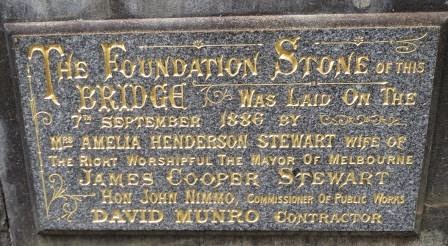 THE FOUNDATION STONE OF THIS
BRIDGE WAS LAID ON THE
7TH SEPTEMBER 1886 BY
MRS AMELIA HENDERSON STEWART WIFE OF
THE RIGHT WORSHIPFUL THE MAYOR OF MELBOURNE
JAMES COOPER STEWART
HON JOHN NIMMO, COMMISSIONER OF PUBLIC WORKS
DAVID MUNRO CONTRACTOR